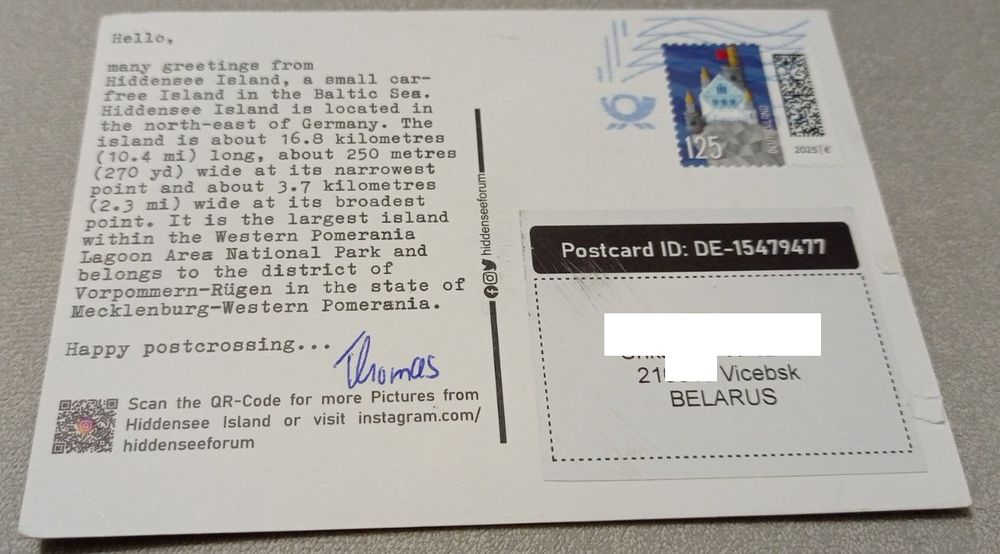 Hello,
many greetings from
Hiddensee Island, a small car-
free Island in the Baltic Sea.
Hiddensee Island is located in
the north-east of Germany. The
island is about 16.8 kilometres
(10.4 mi) long, about 250 metres
(270 yd) wide at its narrowest
point and about 3.7 kilometres
(2.3 mi) wide at its broadest
point. It is the largest island
within the Western Pomerania
Lagoon Area National Park and
belongs to the district of
Vorpommern-Rügen in the state of
Mecklenburg-Western Pomerania.
Happy postcrossing...
Thomas
Scan the QR-Code for more Pictures from
Hiddensee Island or visit instagram.com/
hiddenseeforum
hiddenseeforum
125
DEUTSCHLAND
2025 | €
Postcard ID: DE-15479477
Vicebsk
BELARUS